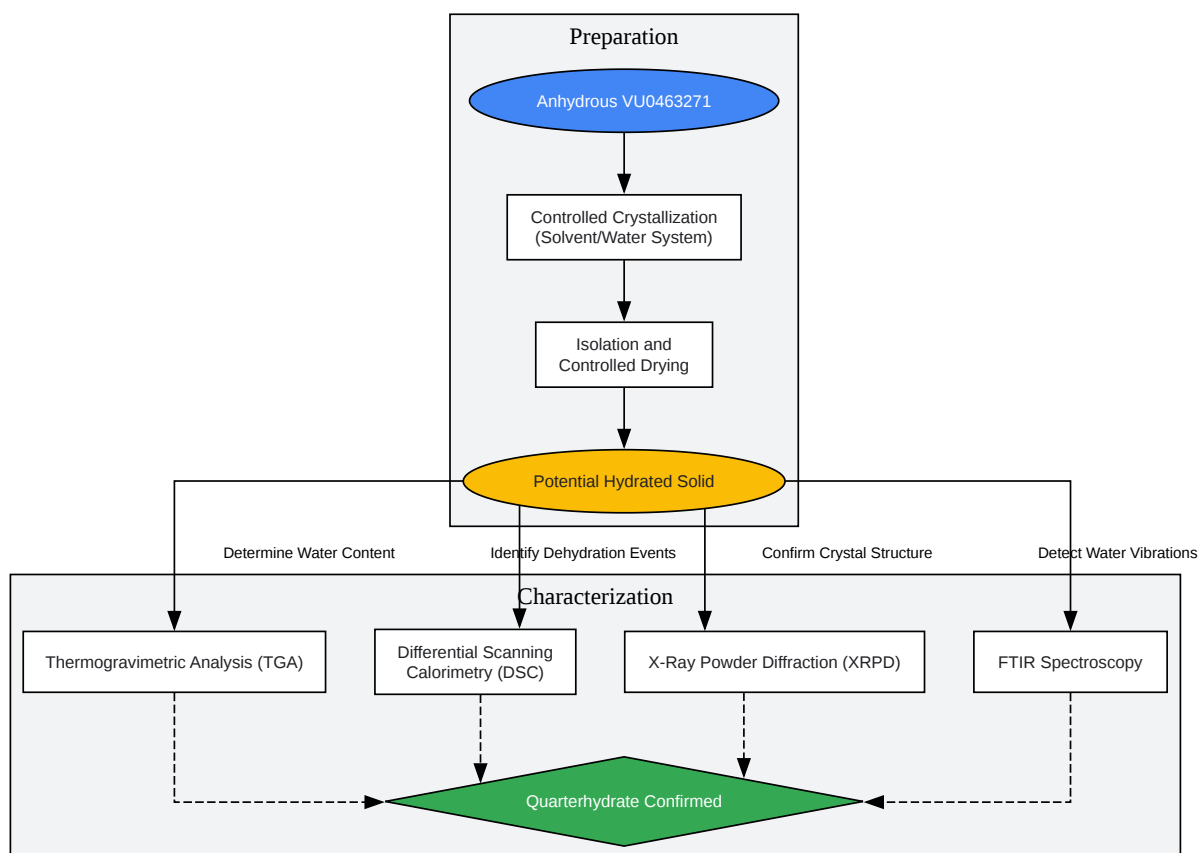 Preparation
Anhydrous VU0463271
Controlled Crystallization
(Solvent/Water System)
Isolation and
Controlled Drying
Potential Hydrated Solid
Determine Water Content
Identify Dehydration Events
Confirm Crystal Structure
Detect Water Vibrations
Characterization
Thermogravimetric Analysis (TGA)
Differential Scanning
Calorimetry (DSC)
X-Ray Powder Diffraction (XRPD)
FTIR Spectroscopy
Quarterhydrate Confirmed